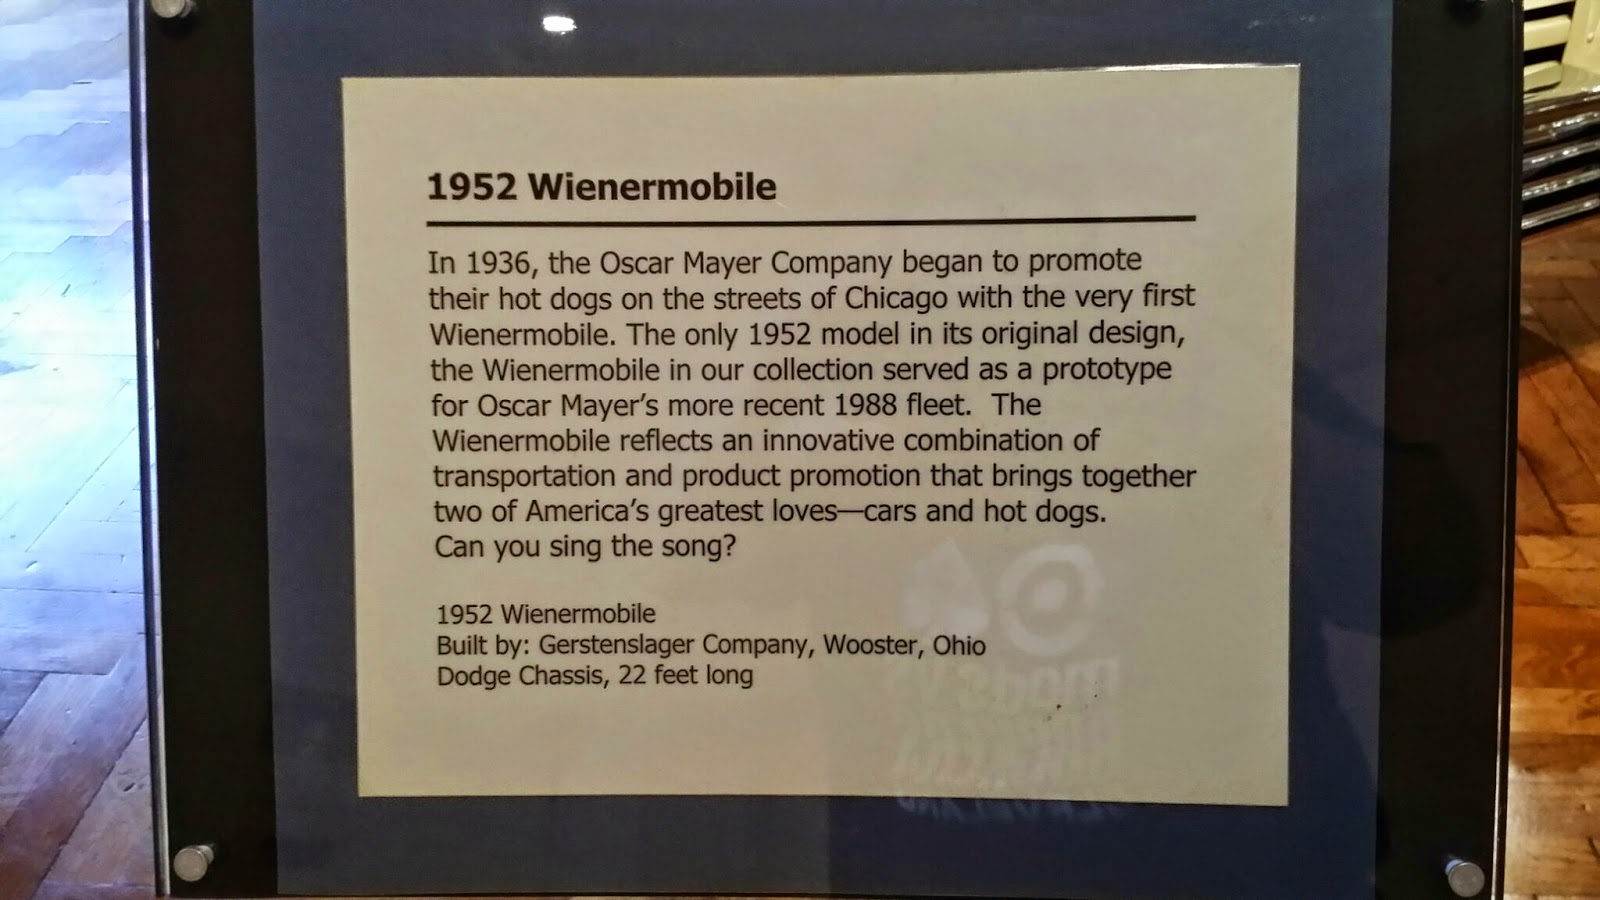 1952 Wienermobile
In 1936, the Oscar Mayer Company began to promote
their hot dogs on the streets of Chicago with the very first
Wienermobile. The only 1952 model in its original design,
the Wienermobile in our collection served as a prototype
for Oscar Mayer's more recent 1988 fleet.  The
Wienermobile reflects an innovative combination of
transportation and product promotion that brings together
two of America's greatest loves—cars and hot dogs.
Can you sing the song?
1952 Wienermobile
Built by: Gerstenslager Company, Wooster, Ohio
Dodge Chassis, 22 feet long